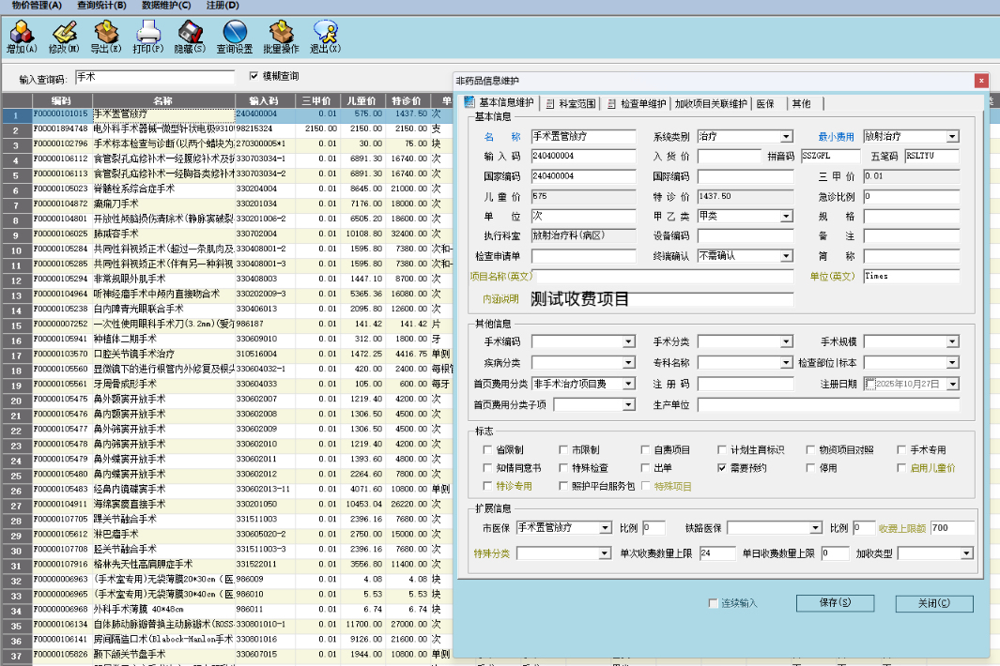 物价管理(A) 查询统计(B) 数据维护(C) 注册(D)
增加(A) 修改(M) 导出(E) 打印(P) 隐藏(S) 查询设置 批量操作 退出(X)
输入查询码: 手术 模糊查询
编码 名称 输入码 三甲价 儿童价 特诊价 单
1 F00000101015 手术置管放疗 240400004 0.01 575.00 1437.50 次
2 F00001894748 电外科手术器械-微型针状电极9310 98215324 2150.00 2150.00 2150.00 支
3 F00000102796 手术标本检查与诊断(以两个蜡块为 270300005*1 0.01 30.00 75.00 块
4 F00000106112 食管裂孔疝修补术-经腹修补术及折 330703034-1 0.01 6891.30 16740.00 次
5 F00000106113 食管裂孔疝修补术-经胸各类修补术 330703034-2 0.01 6891.30 16740.00 次
6 F00000105023 脊髓栓系综合症手术 330204004 0.01 8645.00 21000.00 次
7 F00000104872 癫痫刀手术 330201034 0.01 7176.00 18000.00 次
8 F00000104801 开放性颅脑损伤清除术(静脉窦破裂 330201006-2 0.01 6505.20 18600.00 次
9 F00000106025 肺减容手术 330702004 0.01 10108.80 32400.00 次
10 F00000105284 共同性斜视矫正术(超过一条肌肉及 330408001-2 0.01 1595.80 7380.00 次和-
11 F00000105285 共同性斜视矫正术(伴有另一种斜视 330408001-3 0.01 1595.80 7380.00 次和-
12 F00000105294 非常规眼外肌手术 330408003 0.01 1447.10 8700.00 次
13 F00000104964 听神经瘤手术中颅内直接吻合术 330202009-3 0.01 5365.36 16080.00 次
14 F00000105238 白内障青光眼联合手术 330406013 0.01 2095.80 12600.00 次
15 F00000007252 一次性使用眼科手术刀(3.2mm)(爱尔 986187 0.01 141.42 141.42 片
16 F00000105941 种植体二期手术 330609010 0.01 312.00 1800.00 牙
17 F00000103570 口腔关节镜手术治疗 310516004 0.01 1472.25 4416.75 单侧
18 F00000105560 显微镜下的进行根管内外修复及根尖 330604032-1 0.01 420.00 2400.00 每根管
19 F00000105561 牙周骨成形手术 330604033 0.01 105.00 600.00 每牙
20 F00000105475 鼻外额窦开放手术 330602007 0.01 1219.40 4200.00 次
21 F00000105476 鼻内额窦开放手术 330602008 0.01 1306.50 4500.00 次
22 F00000105477 鼻外筛窦开放手术 330602009 0.01 1306.50 4500.00 次
23 F00000105478 鼻内筛窦开放手术 330602010 0.01 1219.40 4200.00 次
24 F00000105479 鼻外蝶窦开放手术 330602011 0.01 1393.60 4800.00 次
25 F00000105480 鼻内蝶窦开放手术 330602012 0.01 2264.60 7800.00 次
26 F00000105483 经鼻内镜碟窦手术 330602013-11 0.01 4071.60 10800.00 单侧
27 F00000104911 海绵窦瘘直接手术 330201050 0.01 10453.04 26220.00 次
28 F00000107705 踝关节融合手术 331511003 0.01 2396.16 7680.00 次
29 F00000105612 淋巴瘤手术 330605020-2 0.01 2750.00 15000.00 次
30 F00000107708 胫关节融合手术 331511003-3 0.01 2396.16 7680.00 次
31 F00000107916 格林先天性高肩胛症手术 331522011 0.01 3556.80 11400.00 次
32 F00000006963 (手术室专用)无袋薄膜20*30cm（医 986009 0.01 4.08 4.08 块
33 F00000006965 (手术室专用)无袋薄膜30*40cm（医 986010 0.01 5.53 5.53 块
34 F00000006968 外科手术薄膜 40*48cm 986011 0.01 6.74 6.74 块
35 F00000106134 自体肺动脉瓣替换主动脉瓣术(ROSS 330801010-1 0.01 11700.00 27000.00 次
36 F00000106141 房间隔造口术(Blabock-Hanlon手术 330801016 0.01 9126.00 21600.00 次
37 F00000105826 颞下颌关节盘手术 330607015 0.01 1944.00 10800.00 单侧
非药品信息维护
基本信息维护 科室范围 检查单维护 加收项目关联维护 医保 其他
基本信息
名 称 手术置管放疗 系统类别 治疗 最小费用 放射治疗
输 入 码 240400004 入 货 价 拼音码 SSZGFL 五笔码 RSLTYU
国家编码 240400004 国际编码 三 甲 价 0.01
儿 童 价 575 特 诊 价 1437.50 急诊比例 0
单 位 次 甲 乙 类 甲类 规 格
执行科室 放射治疗科(病区) 设备编码 备 注
检查申请单 终端确认 不需确认 简 称
项目名称(英文) 单位(英文) Times
内涵说明 测试收费项目
其他信息
手术编码 手术分类 手术规模
疾病分类 专科名称 检查部位|标本
首页费用分类 非手术治疗项目费 注 册 码 注册日期 2025年10月27日
首页费用分类子项 生产单位
标志
省限制 市限制 自费项目 计划生育标识 物资项目对照 手术专用
知情同意书 特殊检查 出单 需要预约 停用 启用儿童价
特诊专用 照护平台服务包 特殊项目
扩展信息
市医保 手术置管放疗 比例 0 铁路医保 比例 0 收费上限额 700
特殊分类 单次收费数量上限 24 单日收费数量上限 0 加收类型
连续输入 保存(S) 关闭(C)